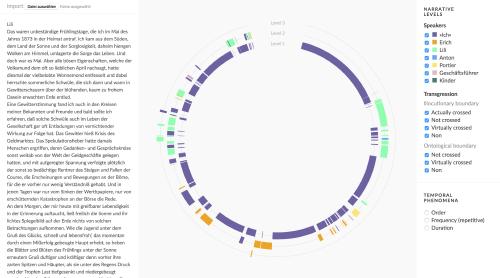 Import: Datei auswählen Keine ausgewählt
Lili
Das waren unbeständige Frühlingstage, die ich im Mai des
Jahres 1873 in der Heimat antraf. Ich kam aus dem Süden,
dem Land der Sonne und der Sorglosigkeit, daheim hingen
Wolken am Himmel, umlagerte die Sorge das Leben. Und
doch war es Mai. Aber alle bösen Eigenschaften, welche der
Volksmund dem oft so lieblichen April nachsagt, hatte
diesmal der vielbelobte Wonnemond entfesselt und dabei
herrschte sommerliche Schwüle, die sich dann und wann in
Gewitterschauern über der blühenden, kaum zu frohem
Dasein erwachten Erde entlud.
Eine Gewitterstimmung fand ich auch in den Kreisen
meiner Bekannten und Freunde und bald sollte ich
erfahren, daß solche Schwüle auch im Leben der
Gesellschaft gar oft Entladungen von vernichtender
Wirkung zur Folge hat. Das Gewitter hieß Krisis des
Geldmarktes. Das Spekulationsfieber hatte damals
Menschen ergriffen, deren Gedanken- und Gesprächskreise
sonst weitab von der Welt der Geldgeschäfte gelegen
hatten, und mit aufgeregter Spannung verfolgte plötzlich
der sonst so bedächtige Rentner das Steigen und Fallen der
Course, die Erscheinungen und Bewegungen an der Börse,
für die er vorher nur wenig Verständniß gehabt. Und in
jenen Tagen war nur vom Sinken der Werthpapiere, nur von
erschütternden Katastrophen an der Börse die Rede.
An dem Morgen, der mir heute mit greifbarer Lebendigkeit
in der Erinnerung auftaucht, ließ freilich die Sonne und ihr
lichtes Spiegelbild auf der Erde nichts von solchen
Betrachtungen aufkommen. Wie die Jugend unter dem
Gruß des Glücks, schnell und lebensfroh, das momentan
durch einen Mißerfolg gebeugte Haupt erhebt, so hoben
die Blätter und Blüten des Frühlings unter der Sonne
erneutem Gruß duftiger und kräftiger denn vorher ihre
zarten Spitzen und Häupter, als sie unter des Regens Druck
und der Tropfen Last tiefgesenkt und niedergebeugt
Level 3
Level 2
Level 1
NARRATIVE
LEVELS
Speakers
«Ich»
Erich
Lili
Anton
Portier
Geschäftsführer
Kinder
Transgression
Illocutionary boundary
Actually crossed
Not crossed
Virtually crossed
Non
Ontological boundary
Not crossed
Virtually crossed
Non
TEMPORAL
PHENOMENA
Order
Frequency (repetitive)
Duration